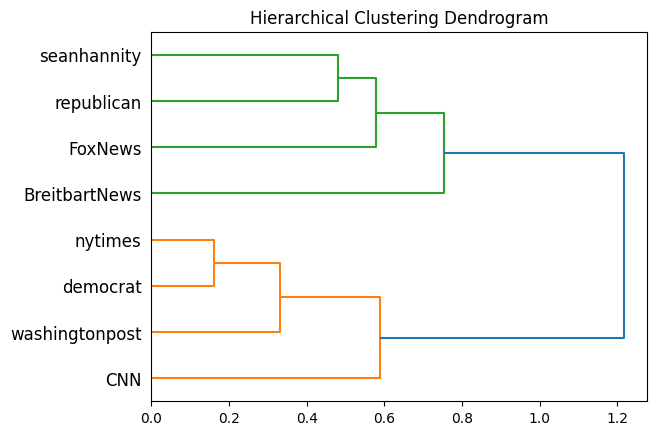 Hierarchical Clustering Dendrogram
seanhannity
republican
FoxNews
BreitbartNews
nytimes
democrat
washingtonpost
CNN
0.0 0.2 0.4 0.6 0.8 1.0 1.2